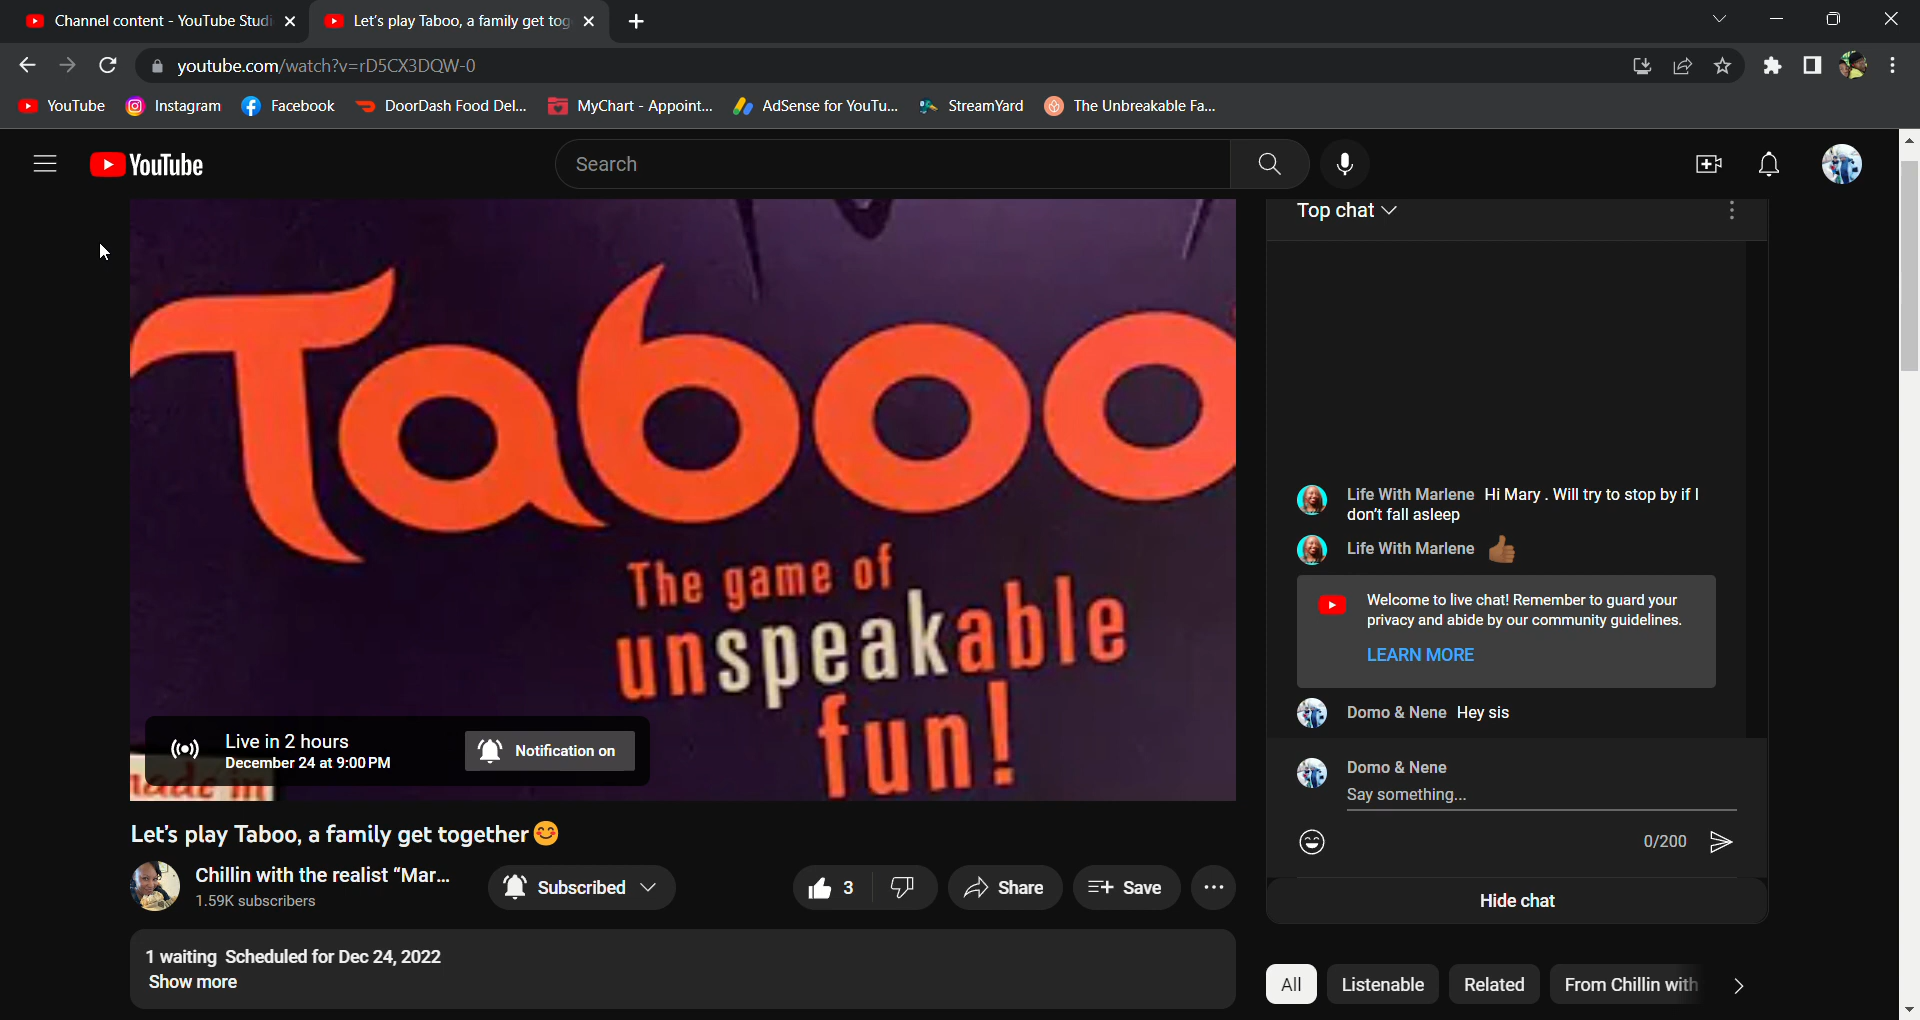 Channel content - YouTube Studi
Let's play Taboo, a family get tog
youtube.com/watch?v=rD5CX3DQW-0
YouTube
Instagram
Facebook
DoorDash Food Del...
MyChart - Appoint...
AdSense for YouTu...
StreamYard
The Unbreakable Fa...
YouTube
Search
Taboo
The game of
unspeakable
fun!
made in
Live in 2 hours
December 24 at 9:00 PM
Notification on
Let's play Taboo, a family get together😊
Chillin with the realist “Mar...
1.59K subscribers
Subscribed
3
Share
Save
1 waiting Scheduled for Dec 24, 2022
Show more
Top chat
Life With Marlene Hi Mary . Will try to stop by if I
don't fall asleep
Life With Marlene 👍🏾
Welcome to live chat! Remember to guard your
privacy and abide by our community guidelines.
LEARN MORE
Domo & Nene Hey sis
Domo & Nene
Say something...
0/200
Hide chat
All
Listenable
Related
From Chillin with